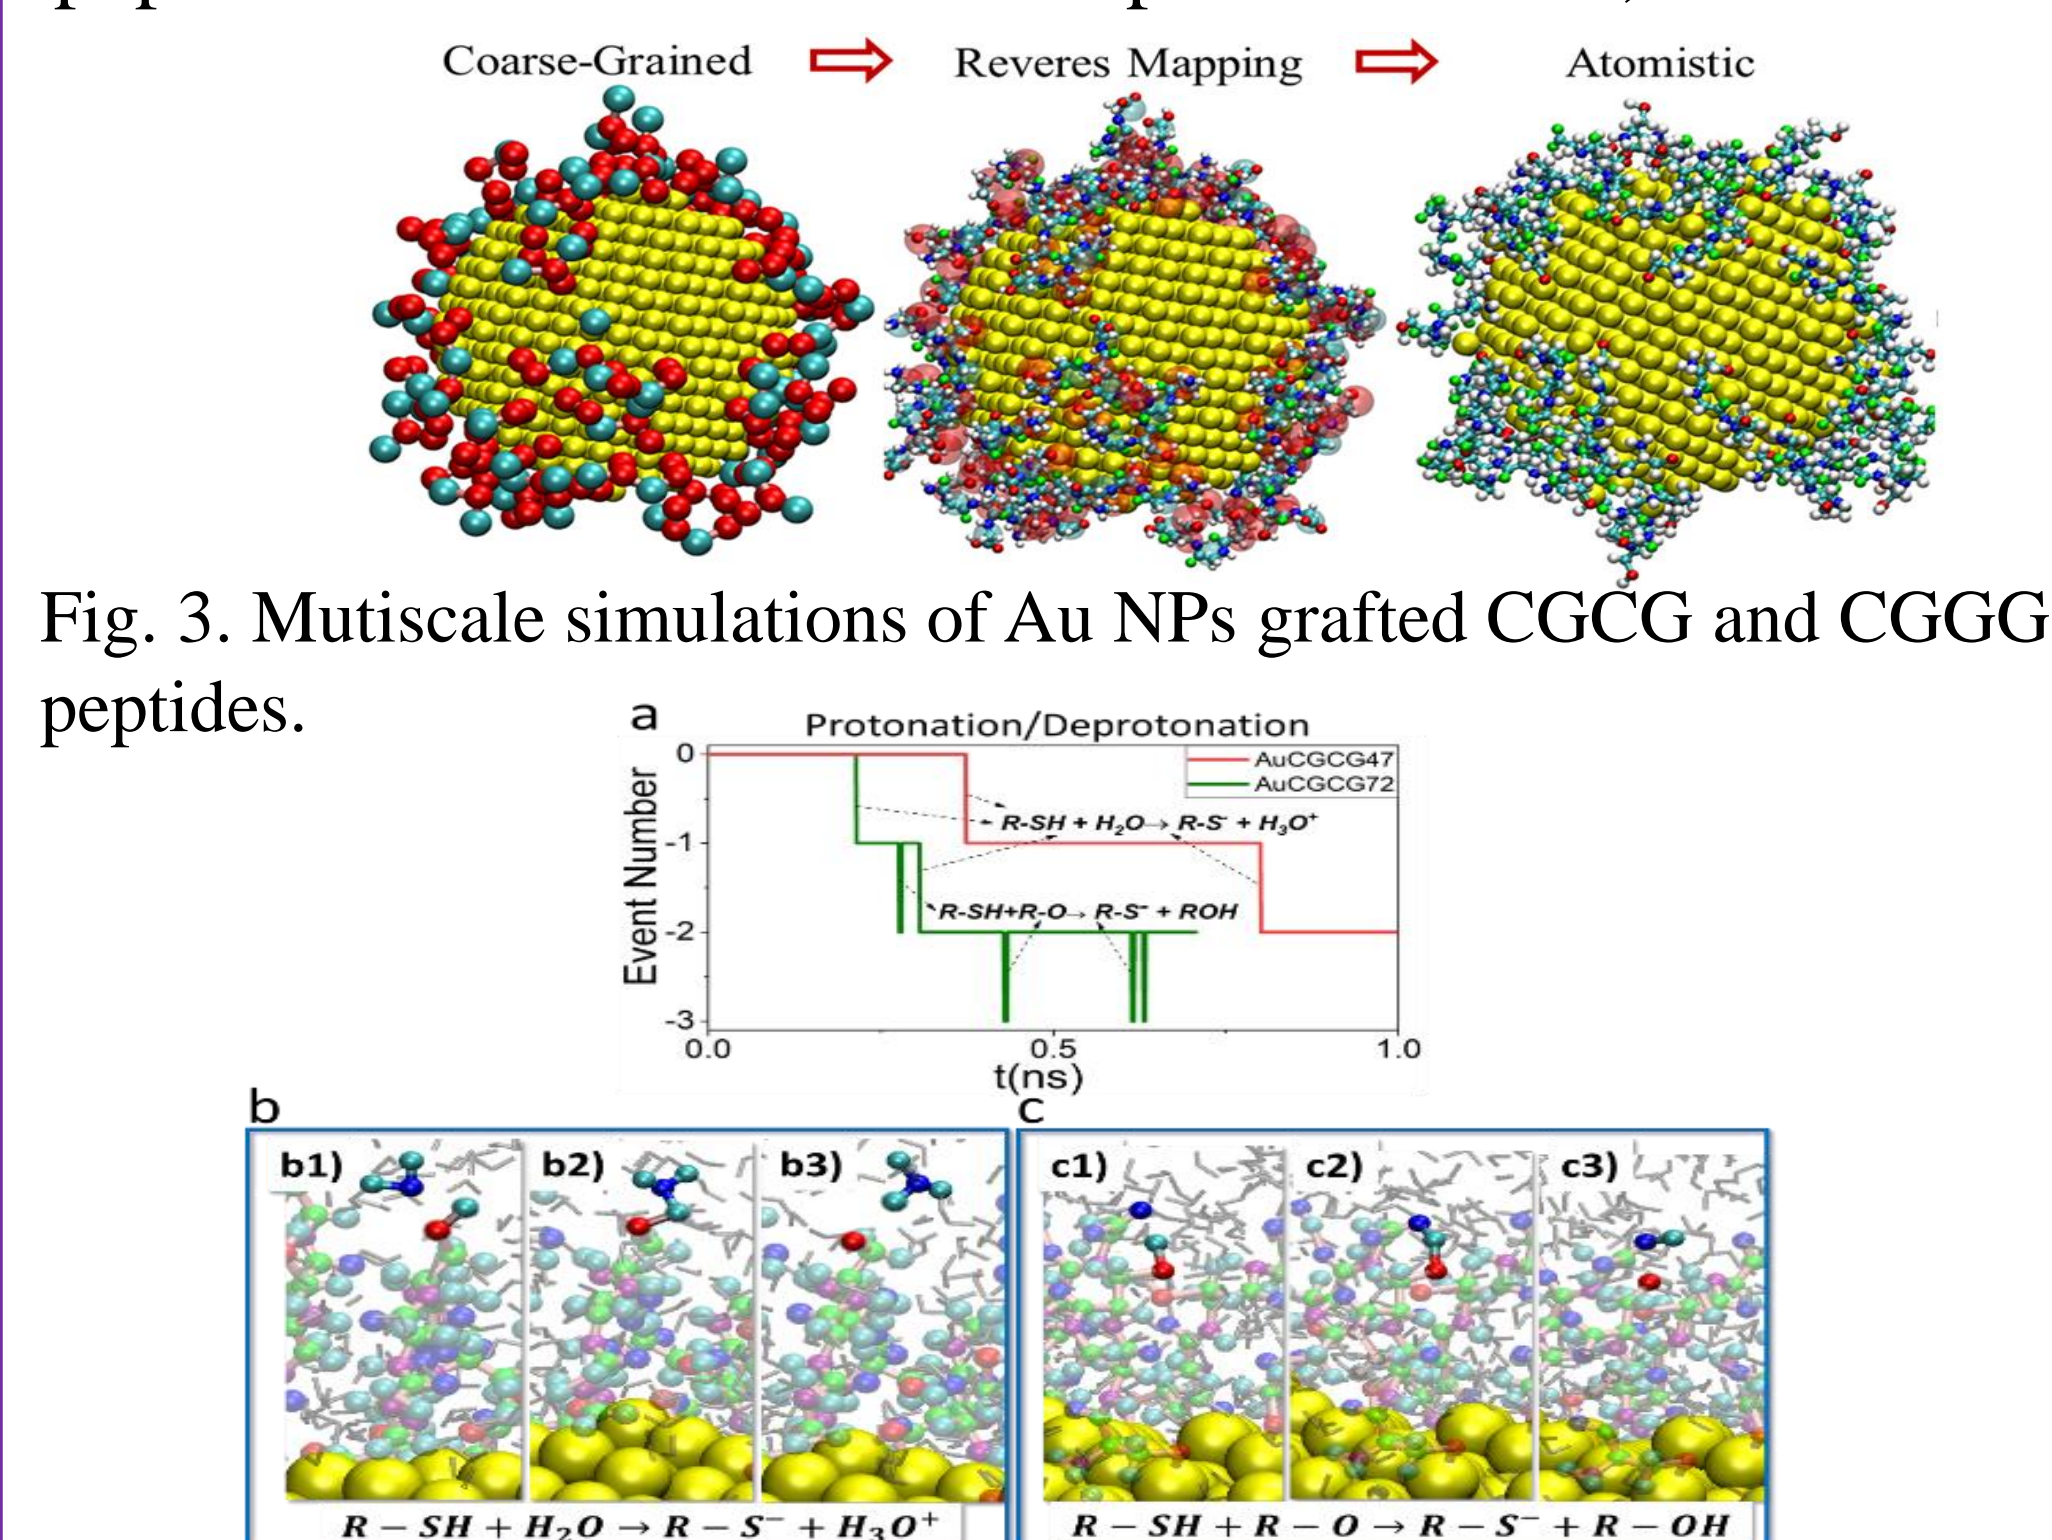 Coarse-Grained
Reveres Mapping
Atomistic
Fig. 3. Mutiscale simulations of Au NPs grafted CGCG and CGGG
peptides.
a
Protonation/Deprotonation
0
-1
-2
-3
Event Number
AuCGCG47
AuCGCG72
R-SH + H₂O→ R-S⁻ + H₃O⁺
R-SH+R-O→ R-S⁻ + ROH
0.0 0.5 1.0
t(ns)
b
c
b1) b2) b3)
c1) c2) c3)
R − SH + H₂O → R − S⁻ + H₃O⁺
R − SH + R − O → R − S⁻ + R − OH